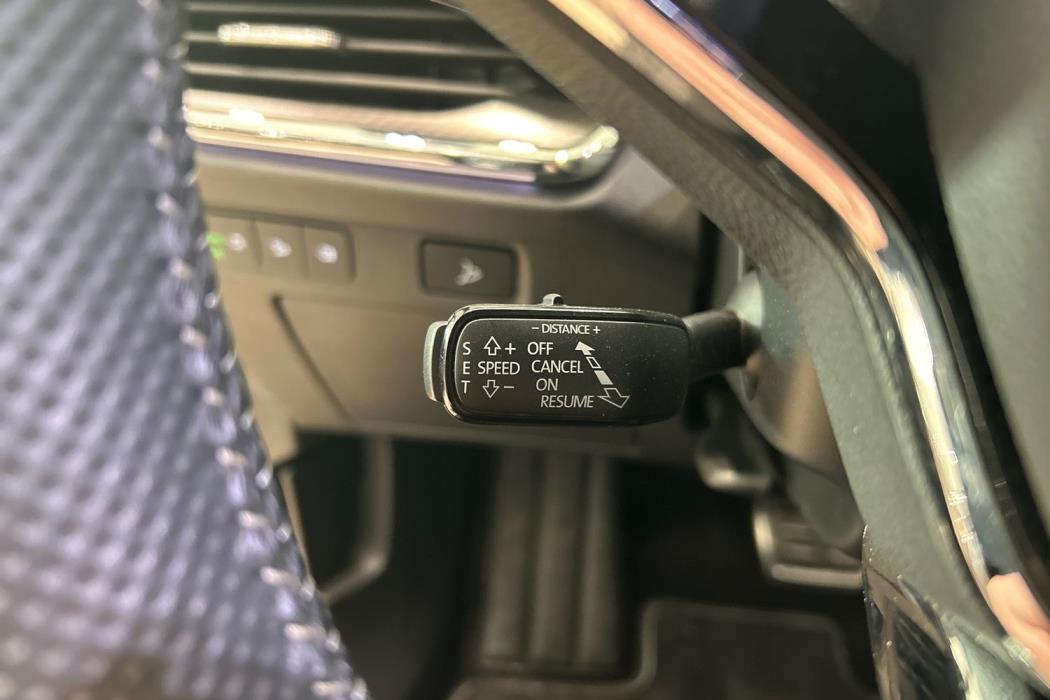 − DISTANCE +
S + OFF
E SPEED CANCEL
T − ON
RESUME